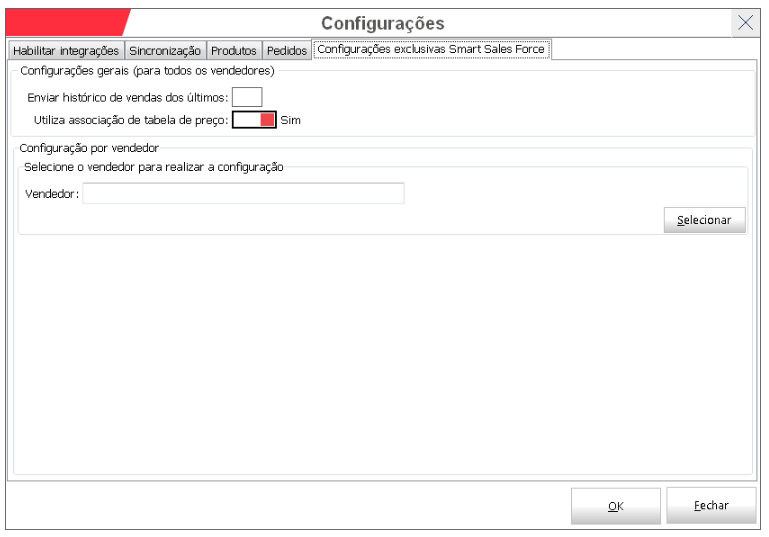 Configurações
Habilitar integrações Sincronização Produtos Pedidos Configurações exclusivas Smart Sales Force
Configurações gerais (para todos os vendedores)
Enviar histórico de vendas dos últimos:
Utiliza associação de tabela de preço: Sim
Configuração por vendedor
Selecione o vendedor para realizar a configuração
Vendedor:
Selecionar
OK Fechar